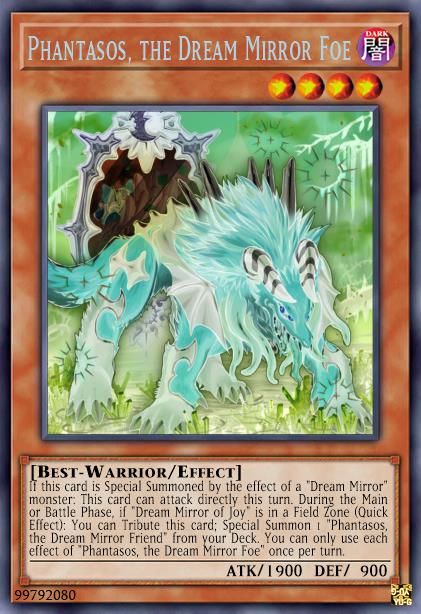 Phantasos, the Dream Mirror Foe
DARK
闇
[Best-Warrior/Effect]
If this card is Special Summoned by the effect of a "Dream Mirror"
monster: This card can attack directly this turn. During the Main
or Battle Phase, if "Dream Mirror of Joy" is in a Field Zone (Quick
Effect): You can Tribute this card; Special Summon 1 "Phantasos,
the Dream Mirror Friend" from your Deck. You can only use each
effect of "Phantasos, the Dream Mirror Foe" once per turn.
ATK/1900 DEF/ 900
99792080